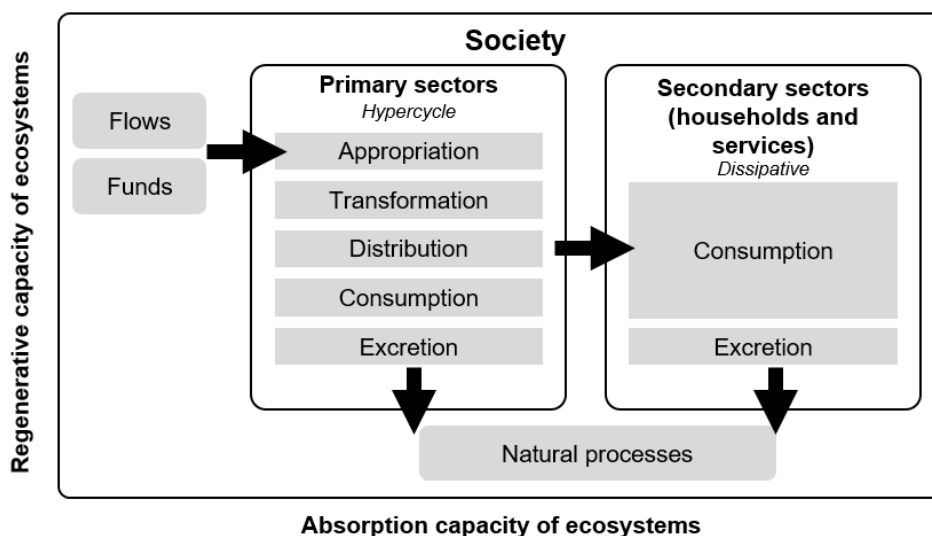 Society
Regenerative capacity of ecosystems
Flows
Funds
Primary sectors
Hypercycle
Appropriation
Transformation
Distribution
Consumption
Excretion
Secondary sectors
(households and
services)
Dissipative
Consumption
Excretion
Natural processes
Absorption capacity of ecosystems